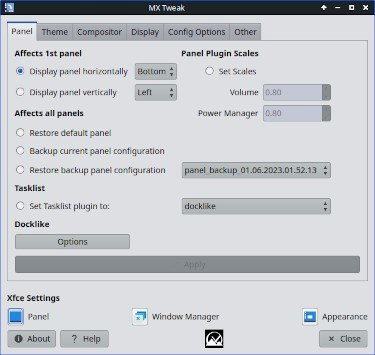 MX Tweak
Panel Theme Compositor Display Config Options Other
Affects 1st panel
Display panel horizontally Bottom
Display panel vertically Left
Affects all panels
Restore default panel
Backup current panel configuration
Restore backup panel configuration panel_backup_01.06.2023.01.52.13
Tasklist
Set Tasklist plugin to: docklike
Docklike
Options
Panel Plugin Scales
Set Scales
Volume 0.80
Power Manager 0.80
Apply
Xfce Settings
Panel Window Manager Appearance
About ? Help Close